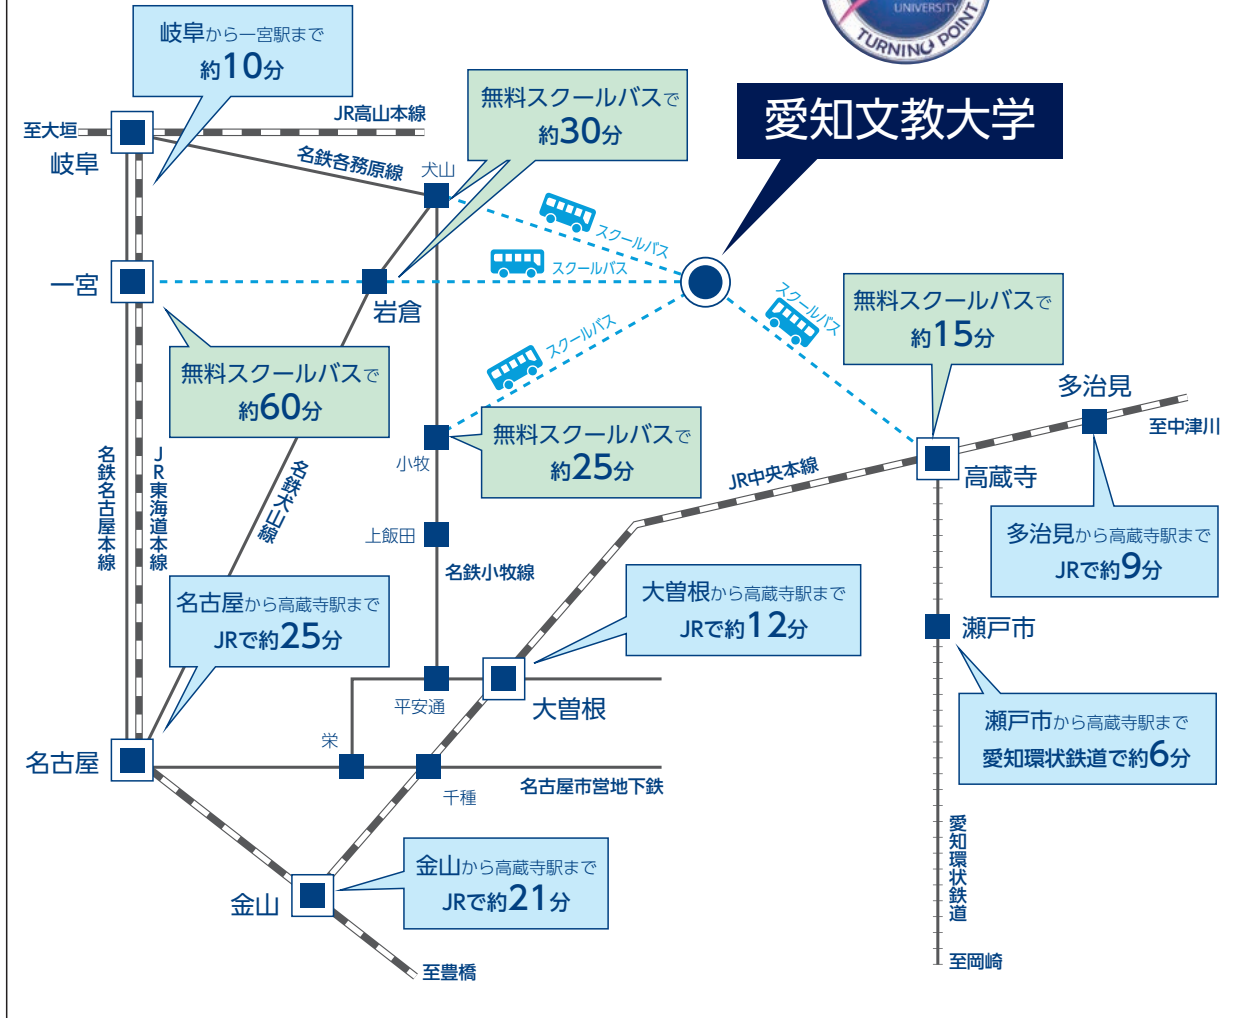 UNIVERSITY
TURNING POINT
岐阜から一宮駅まで
約10分
無料スクールバスで
約30分
愛知文教大学
至大垣
JR高山本線
岐阜
名鉄各務原線
犬山
スクールバス
スクールバス
一宮
岩倉
スクールバス
スクールバス
無料スクールバスで
約15分
無料スクールバスで
約60分
多治見
至中津川
無料スクールバスで
約25分
小牧
名鉄名古屋本線
JR東海道本線
名鉄犬山線
JR中央本線
高蔵寺
上飯田
名鉄小牧線
多治見から高蔵寺駅まで
JRで約9分
名古屋から高蔵寺駅まで
JRで約25分
大曽根から高蔵寺駅まで
JRで約12分
瀬戸市
平安通
大曽根
瀬戸市から高蔵寺駅まで
愛知環状鉄道で約6分
栄
名古屋
千種
名古屋市営地下鉄
金山から高蔵寺駅まで
JRで約21分
金山
愛知環状鉄道
至豊橋
至岡崎